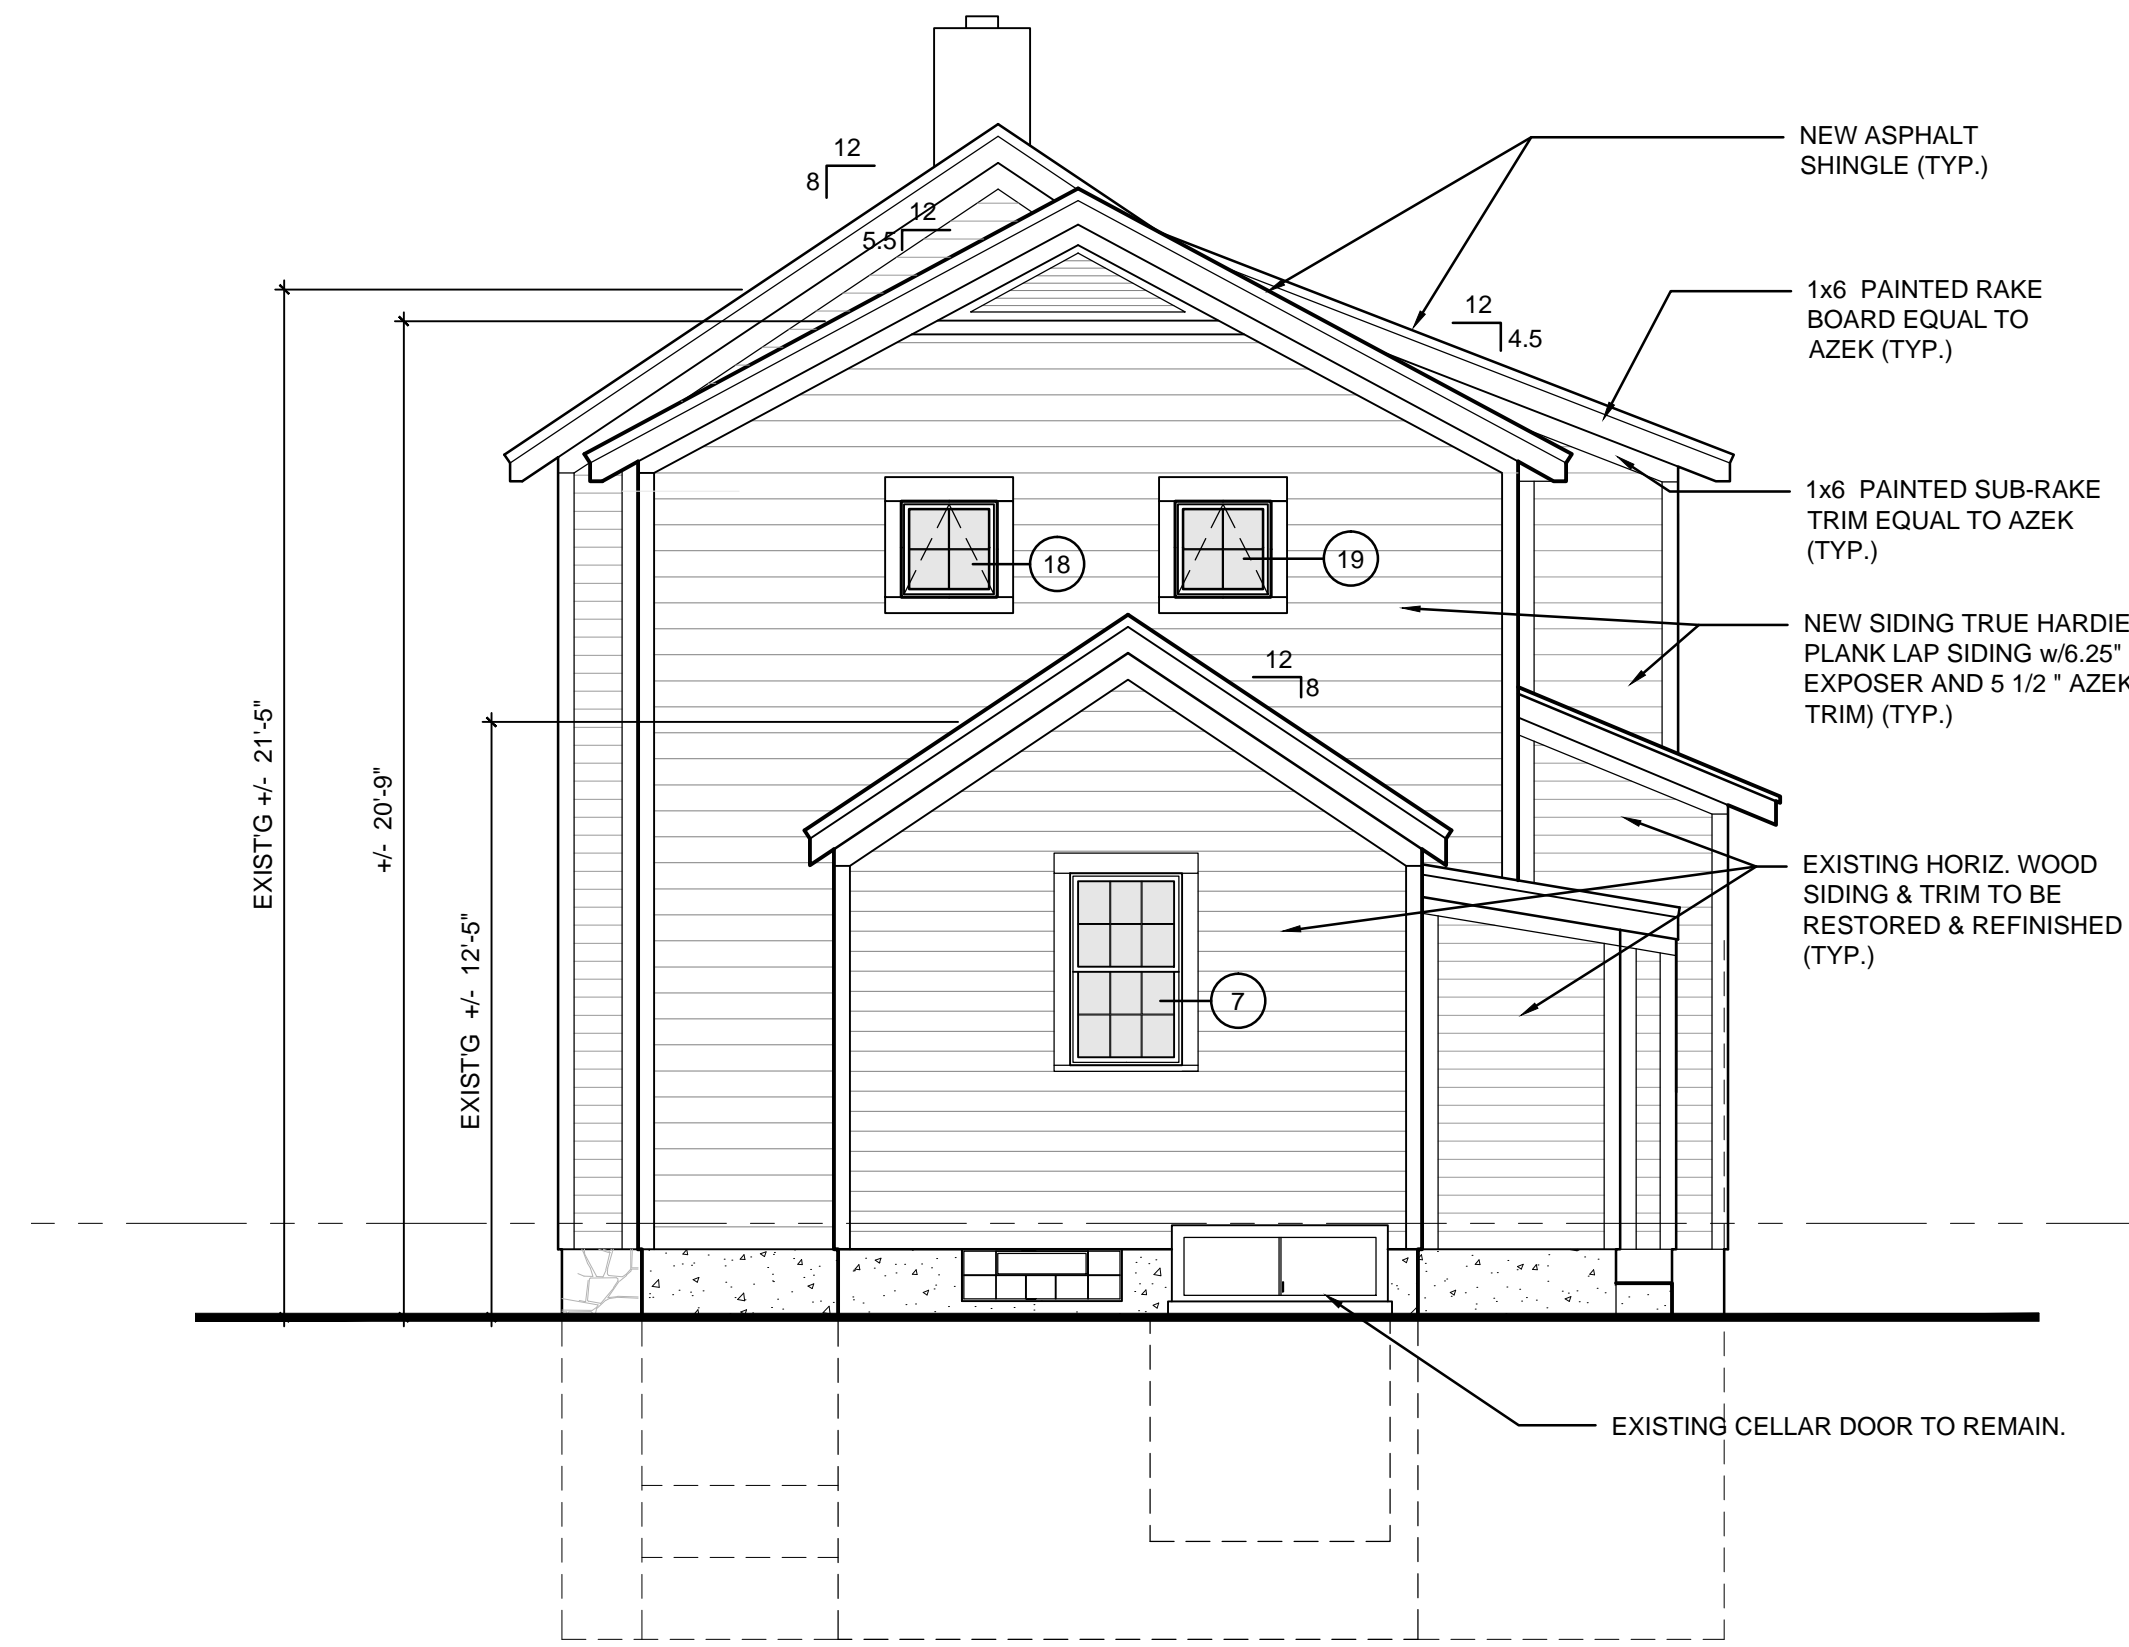 12
8
12
5.5
NEW ASPHALT
SHINGLE (TYP.)
1x6 PAINTED RAKE
BOARD EQUAL TO
AZEK (TYP.)
12
4.5
1x6 PAINTED SUB-RAKE
TRIM EQUAL TO AZEK
(TYP.)
18
19
NEW SIDING TRUE HARDIE
PLANK LAP SIDING w/6.25"
EXPOSER AND 5 1/2 " AZEK
TRIM) (TYP.)
12
8
EXIST'G +/- 21'-5"
+/- 20'-9"
EXIST'G +/- 12'-5"
EXISTING HORIZ. WOOD
SIDING & TRIM TO BE
RESTORED & REFINISHED
(TYP.)
7
EXISTING CELLAR DOOR TO REMAIN.